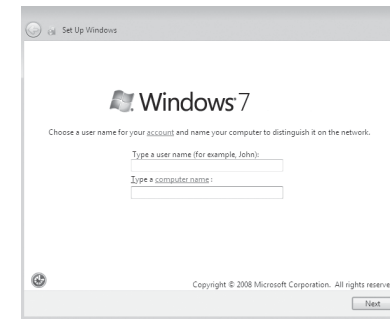 Set Up Windows
Windows 7
Choose a user name for your account and name your computer to distinguish it on the network.
Type a user name (for example, John):
Type a computer name :
Copyright © 2008 Microsoft Corporation. All rights reserve
Next